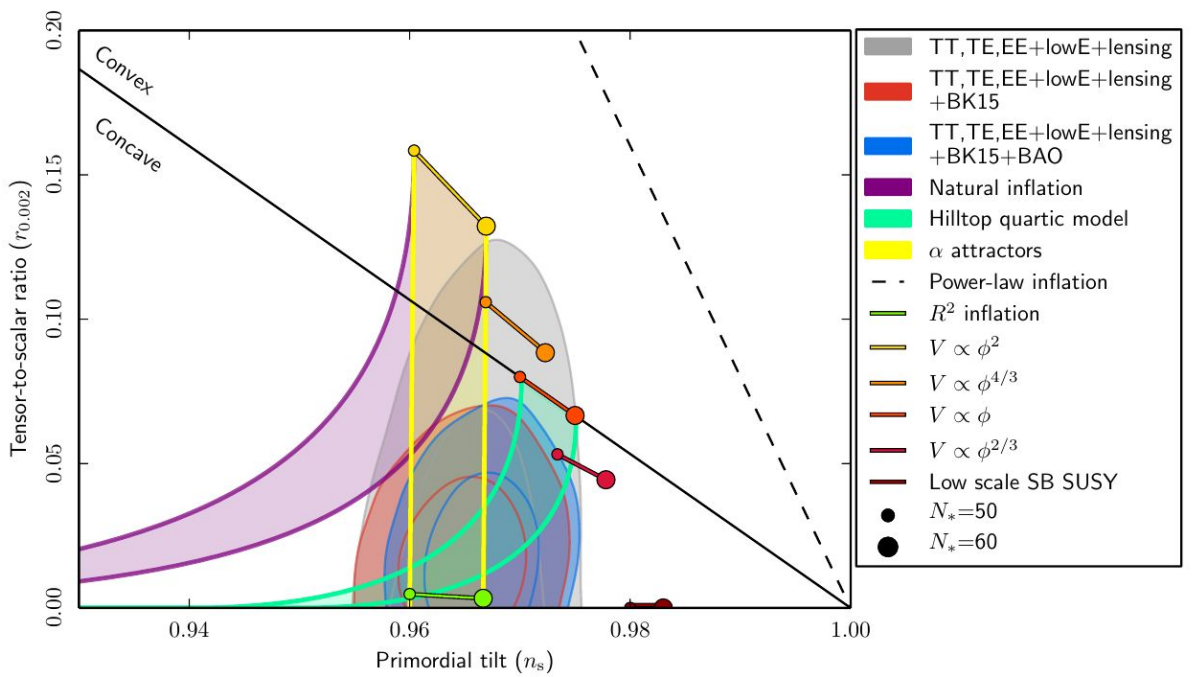 Convex
Concave
Tensor-to-scalar ratio (r₀.₀₀₂)
0.20
0.15
0.10
0.05
0.00
0.94
0.96
0.98
1.00
Primordial tilt (nₛ)
TT,TE,EE+lowE+lensing
TT,TE,EE+lowE+lensing
+BK15
TT,TE,EE+lowE+lensing
+BK15+BAO
Natural inflation
Hilltop quartic model
α attractors
Power-law inflation
R² inflation
V ∝ ϕ²
V ∝ ϕ^{4/3}
V ∝ ϕ
V ∝ ϕ^{2/3}
Low scale SB SUSY
N∗=50
N∗=60